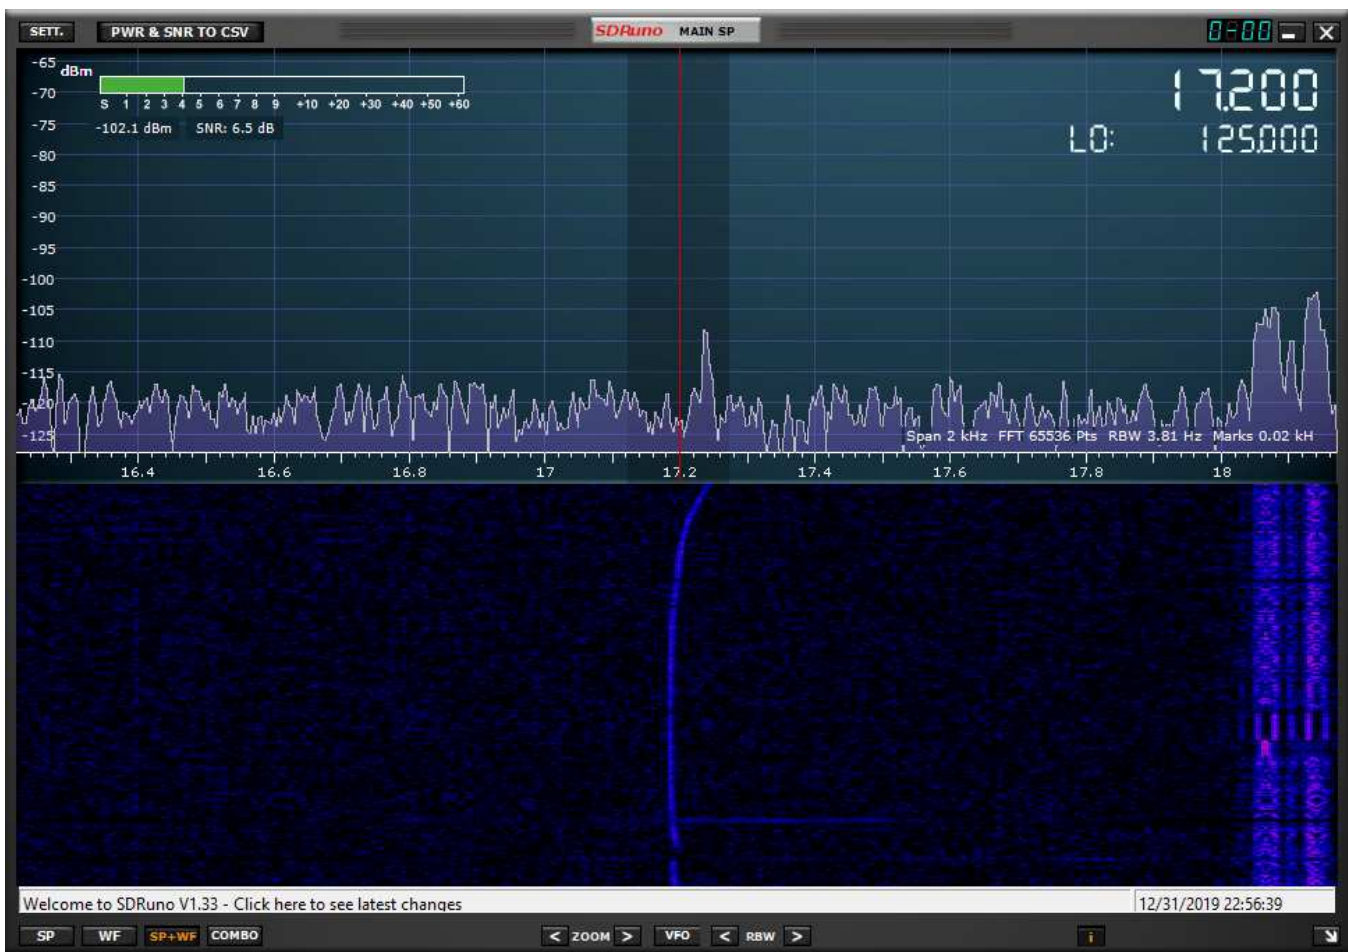 SETT. PWR & SNR TO CSV SDRuno MAIN SP 0-00
-65 dBm
17.200
-70
S 1 2 3 4 5 6 7 8 9 +10 +20 +30 +40 +50 +60
-75 -102.1 dBm SNR: 6.5 dB
LO: 125.000
-80
-85
-90
-95
-100
-105
-110
-115
-120
-125 Span 2 kHz FFT 65536 Pts RBW 3.81 Hz Marks 0.02 kH
16.4 16.6 16.8 17 17.2 17.4 17.6 17.8 18
Welcome to SDRuno V1.33 - Click here to see latest changes 12/31/2019 22:56:39
SP WF SP+WF COMBO < ZOOM > VFO < RBW > i